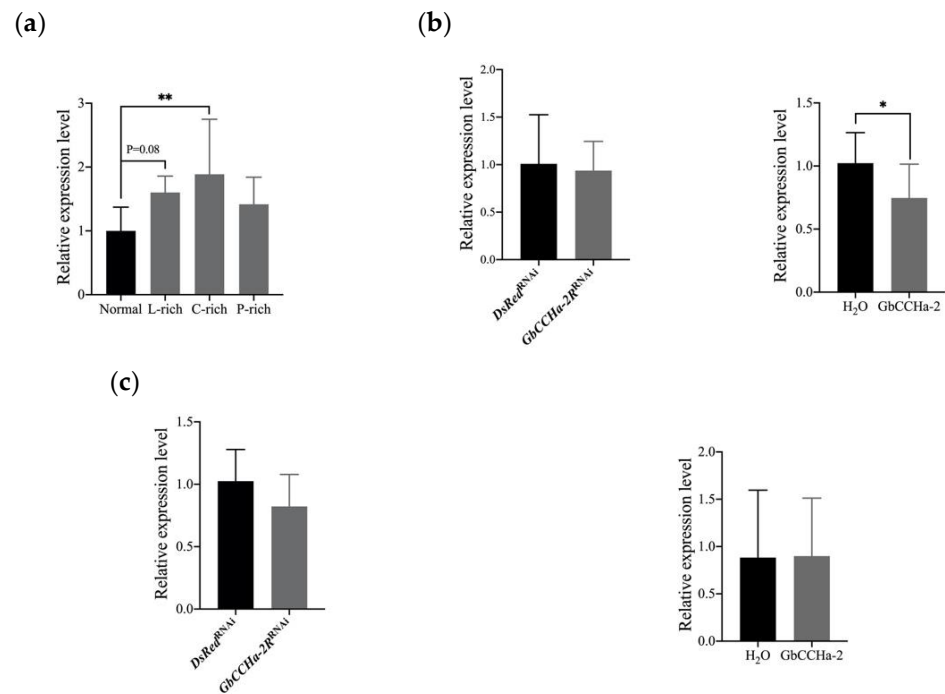 (a)
Relative expression level
3
2
1
0
**
P=0.08
Normal L-rich C-rich P-rich
(b)
Relative expression level
2.0
1.5
1.0
0.5
0.0
DsRedRNAi
GbCCHa-2RRNAi
Relative expression level
1.5
1.0
0.5
0.0
*
H2O GbCCHa-2
(c)
Relative expression level
1.5
1.0
0.5
0.0
DsRedRNAi
GbCCHa-2RRNAi
Relative expression level
2.0
1.5
1.0
0.5
0.0
H2O GbCCHa-2